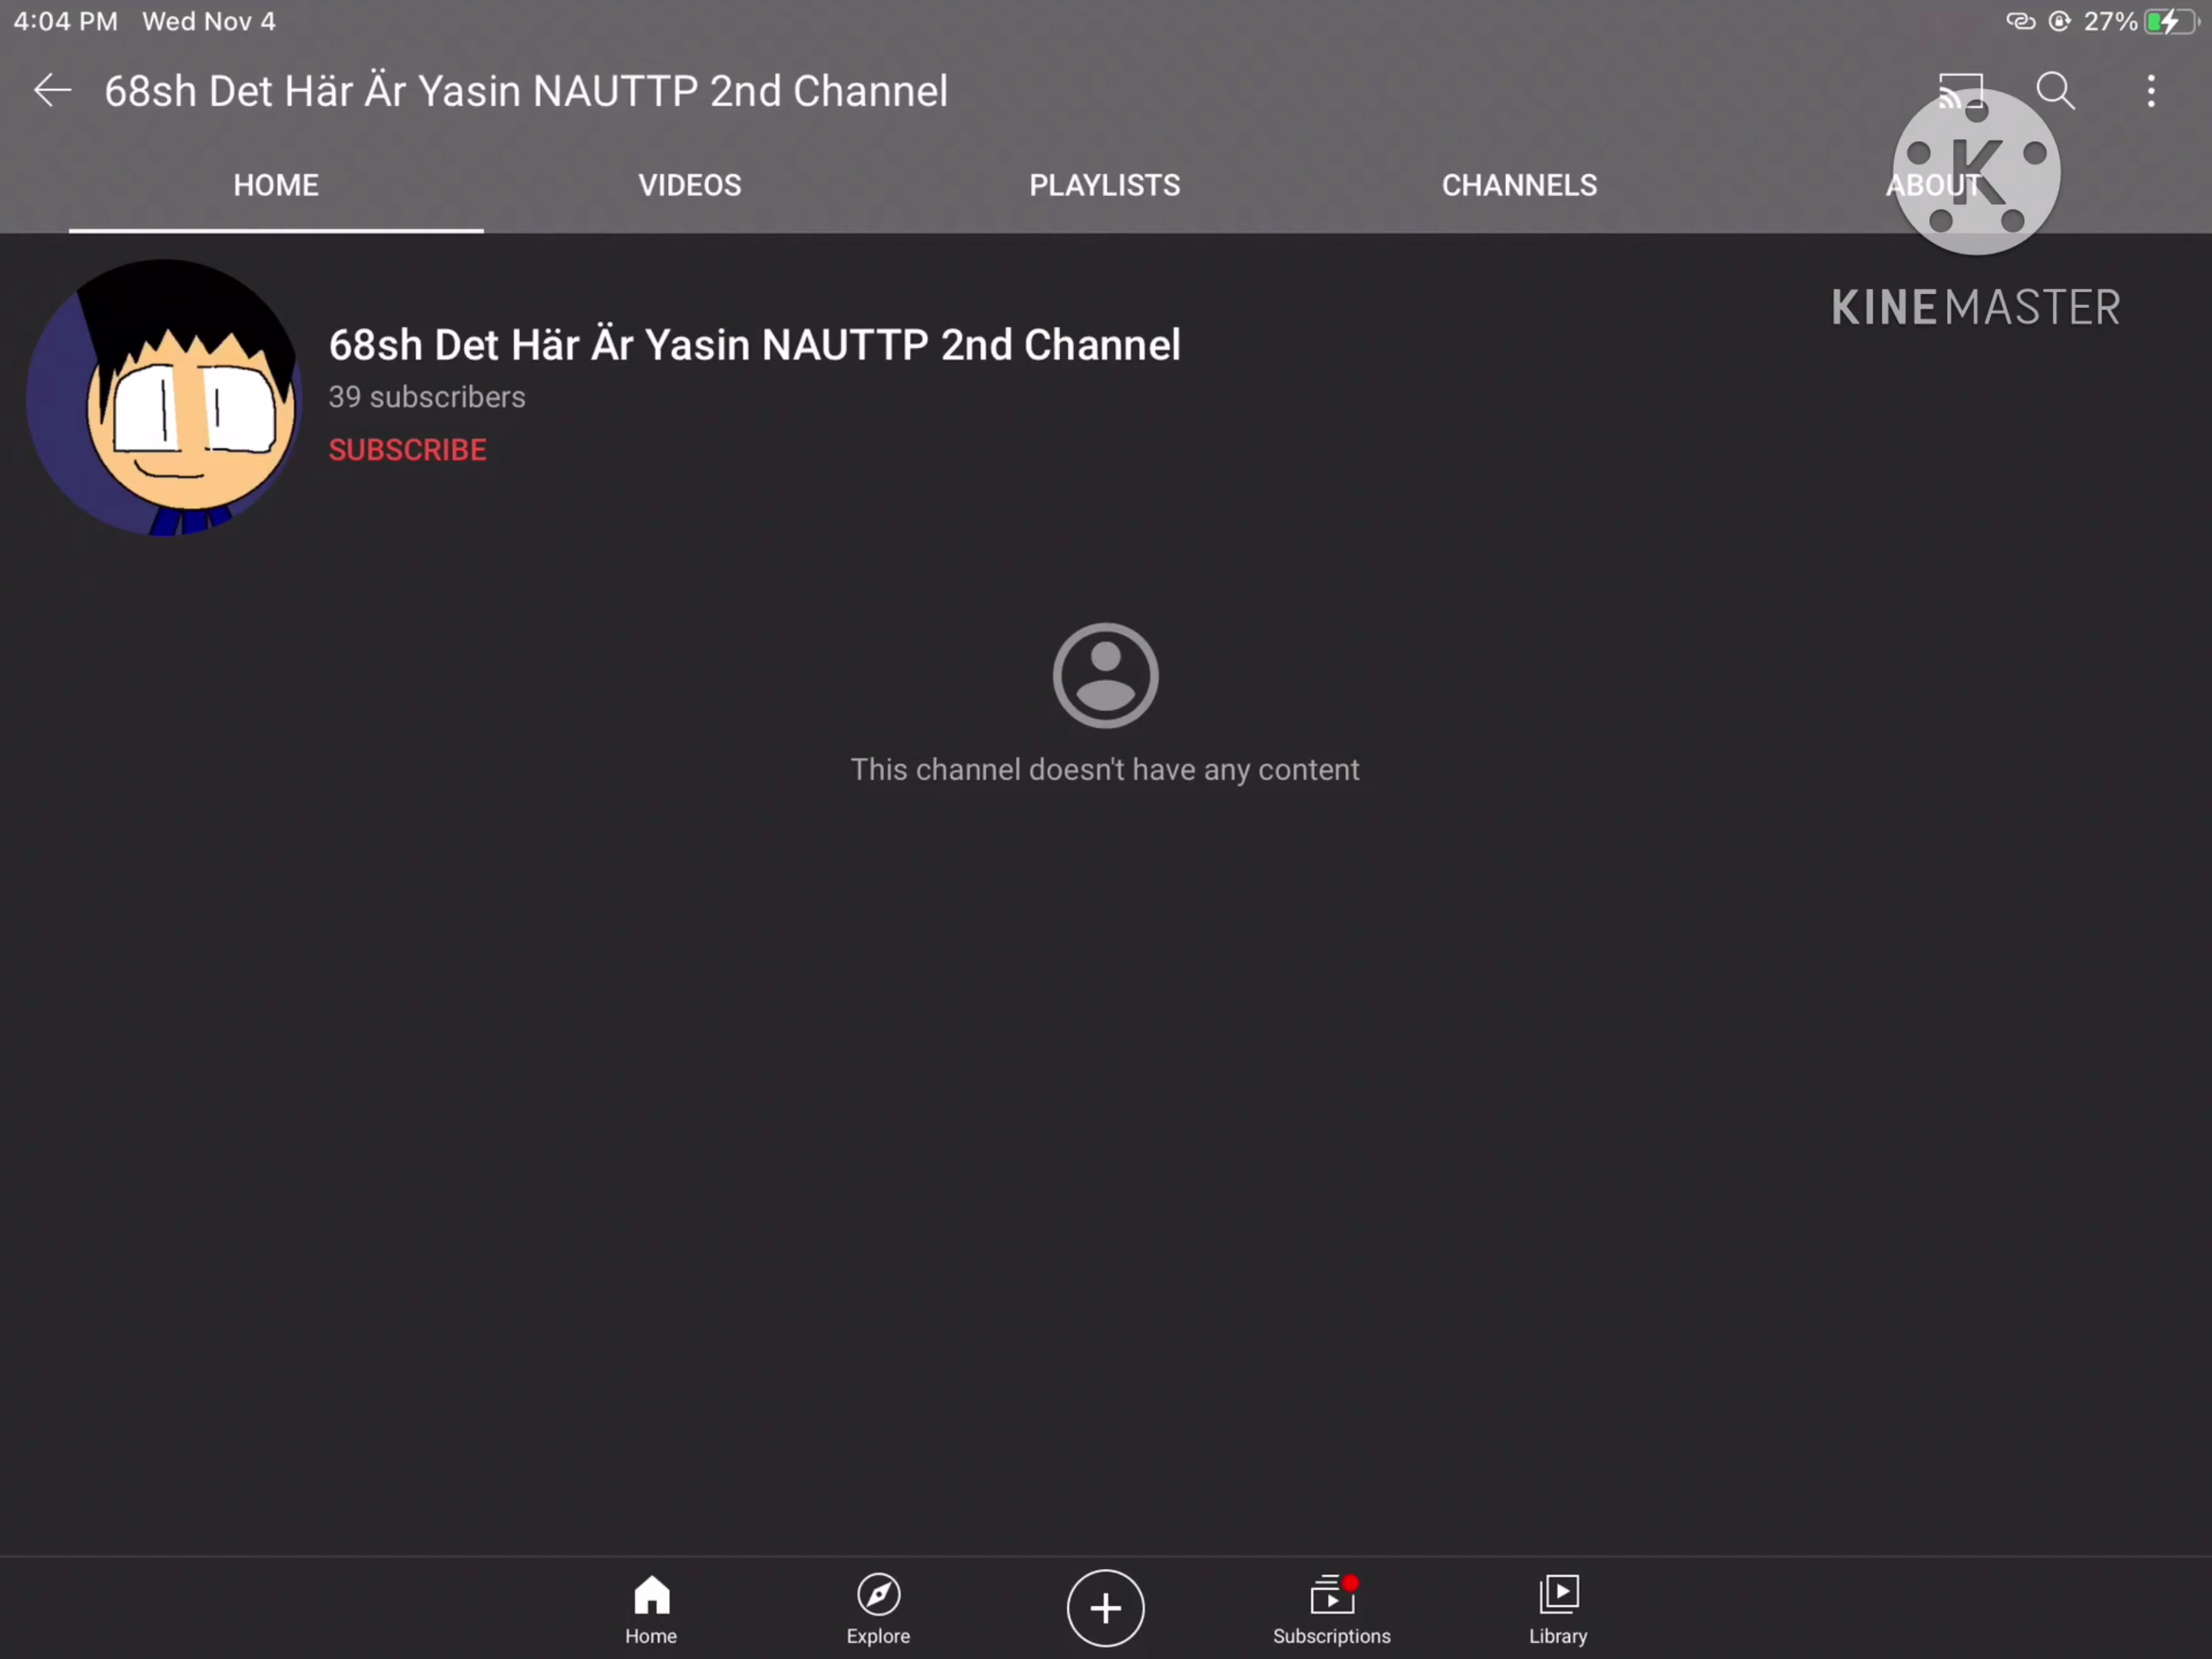 4:04 PM Wed Nov 4
27%
68sh Det Här Är Yasin NAUTTP 2nd Channel
HOME VIDEOS PLAYLISTS CHANNELS ABOUT
K
KINEMASTER
68sh Det Här Är Yasin NAUTTP 2nd Channel
39 subscribers
SUBSCRIBE
This channel doesn't have any content
Home Explore Subscriptions Library